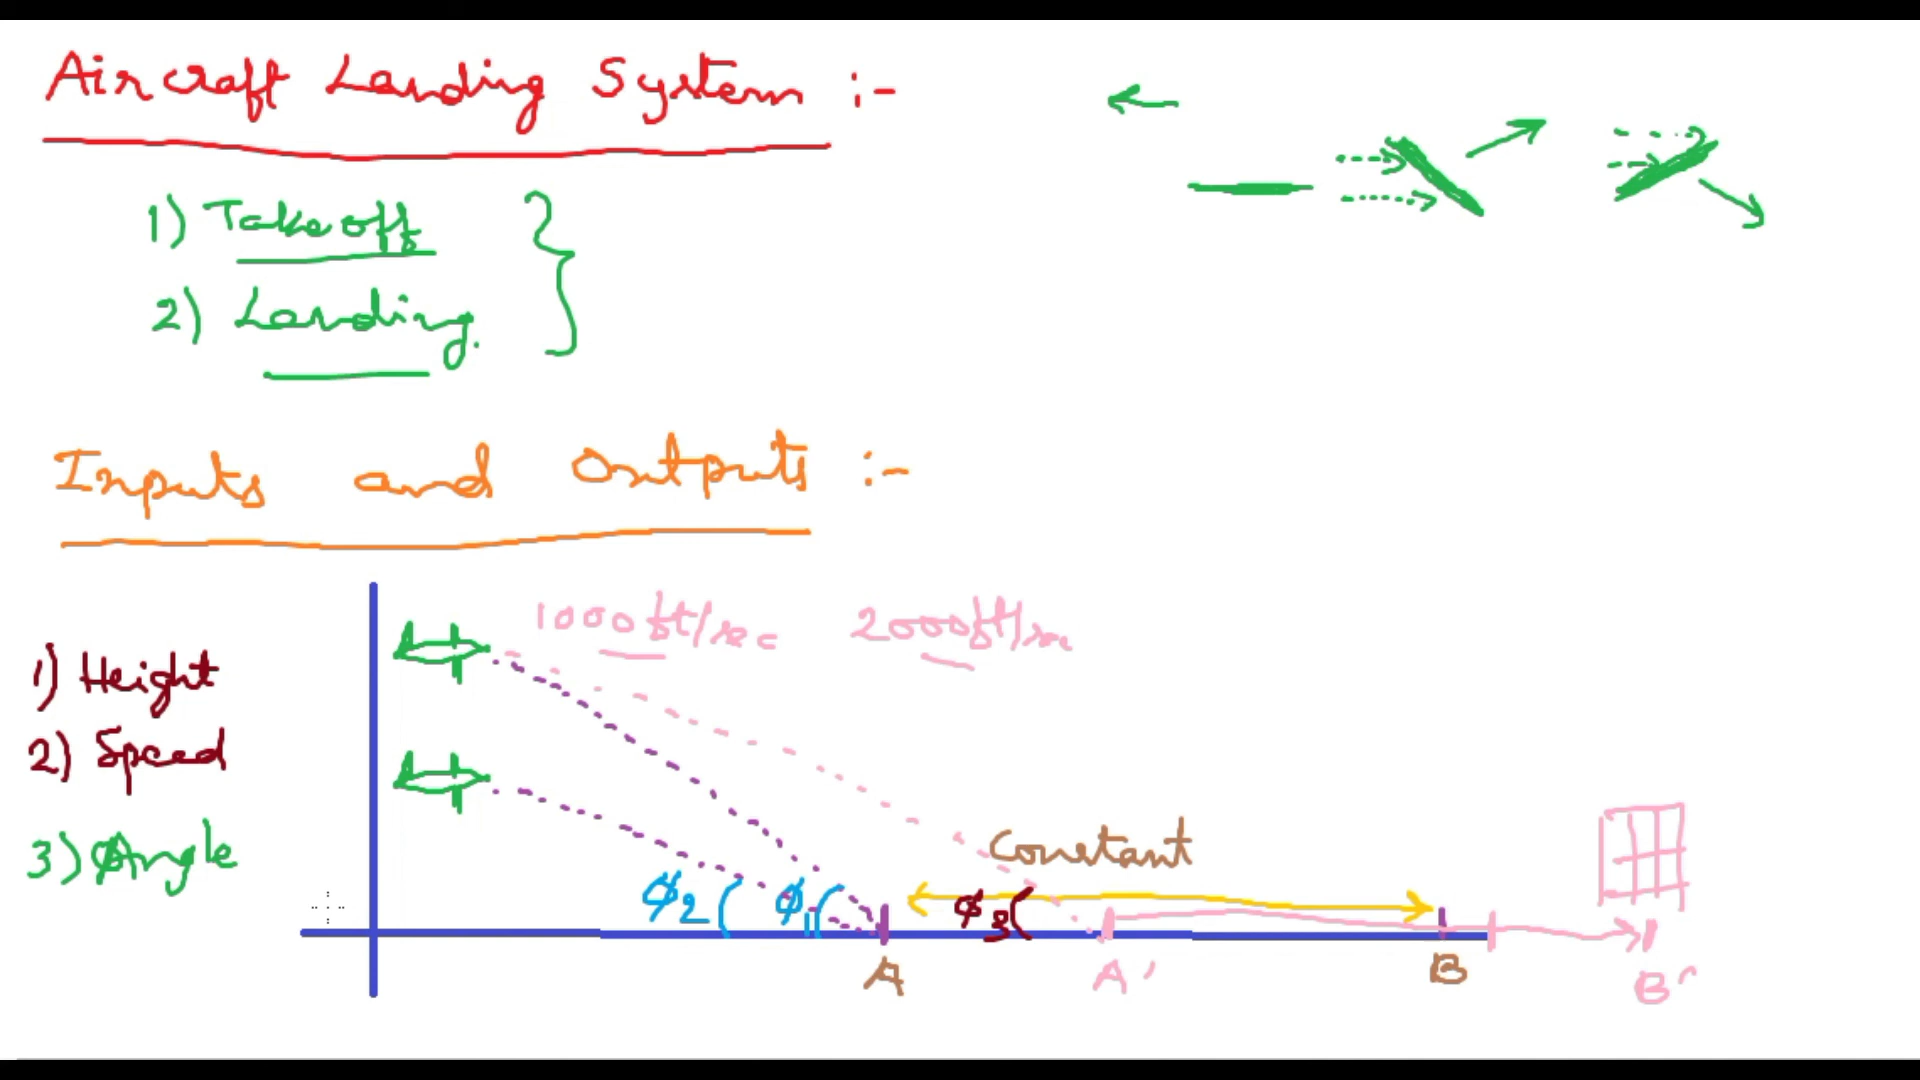 Aircraft Landing System :-
1) Takeoff
2) Landing.
Inputs and Outputs :-
1000ft/sec 2000ft/sec
1) Height
2) Speed
3) Angle
Constant
ϕ2 ϕ1 ϕ3
A A' B B'